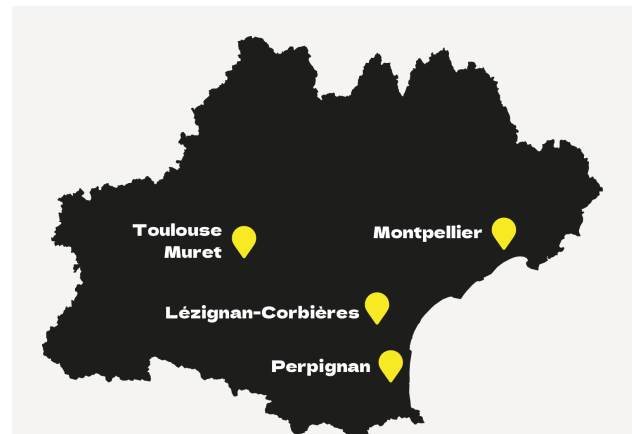 Toulouse
Muret
Montpellier
Lézignan-Corbières
Perpignan